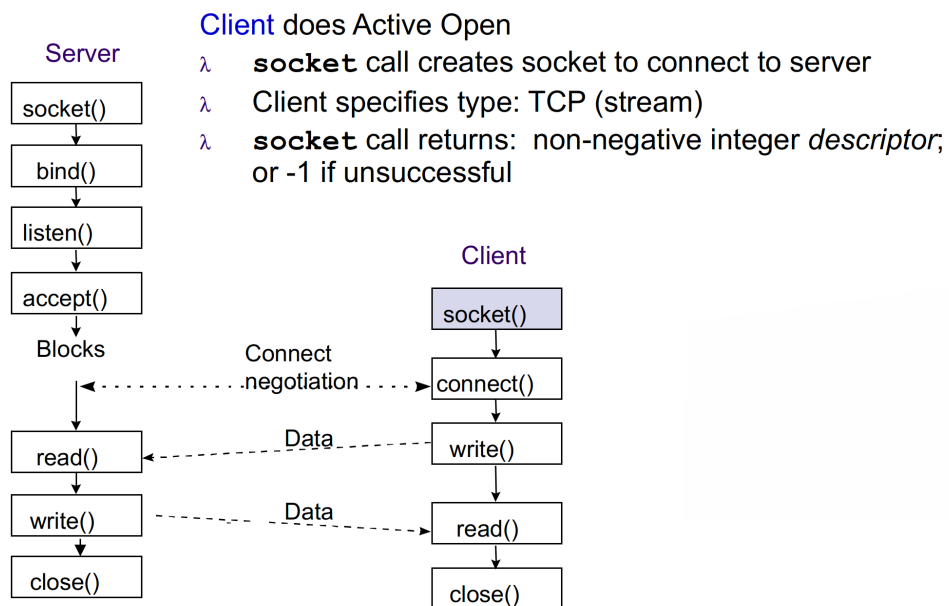 Client does Active Open
Server
λ socket call creates socket to connect to server
λ Client specifies type: TCP (stream)
λ socket call returns: non-negative integer descriptor;
or -1 if unsuccessful
socket()
bind()
listen()
accept()
Blocks
Client
socket()
Connect
negotiation
connect()
Data
read()
write()
Data
write()
read()
close()
close()